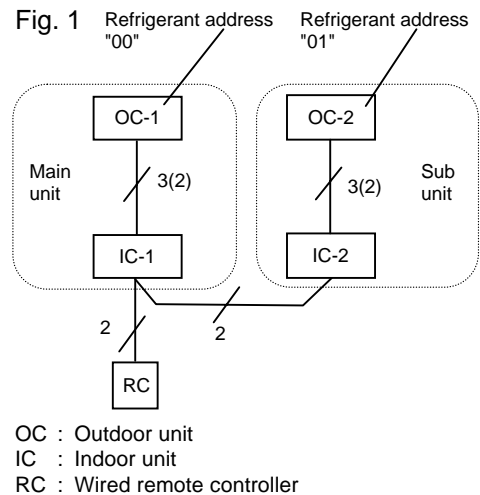 Fig. 1
Refrigerant address "00"
Refrigerant address "01"
OC-1
OC-2
Main unit
3(2)
3(2)
Sub unit
IC-1
IC-2
2
2
RC
OC : Outdoor unit
IC : Indoor unit
RC : Wired remote controller